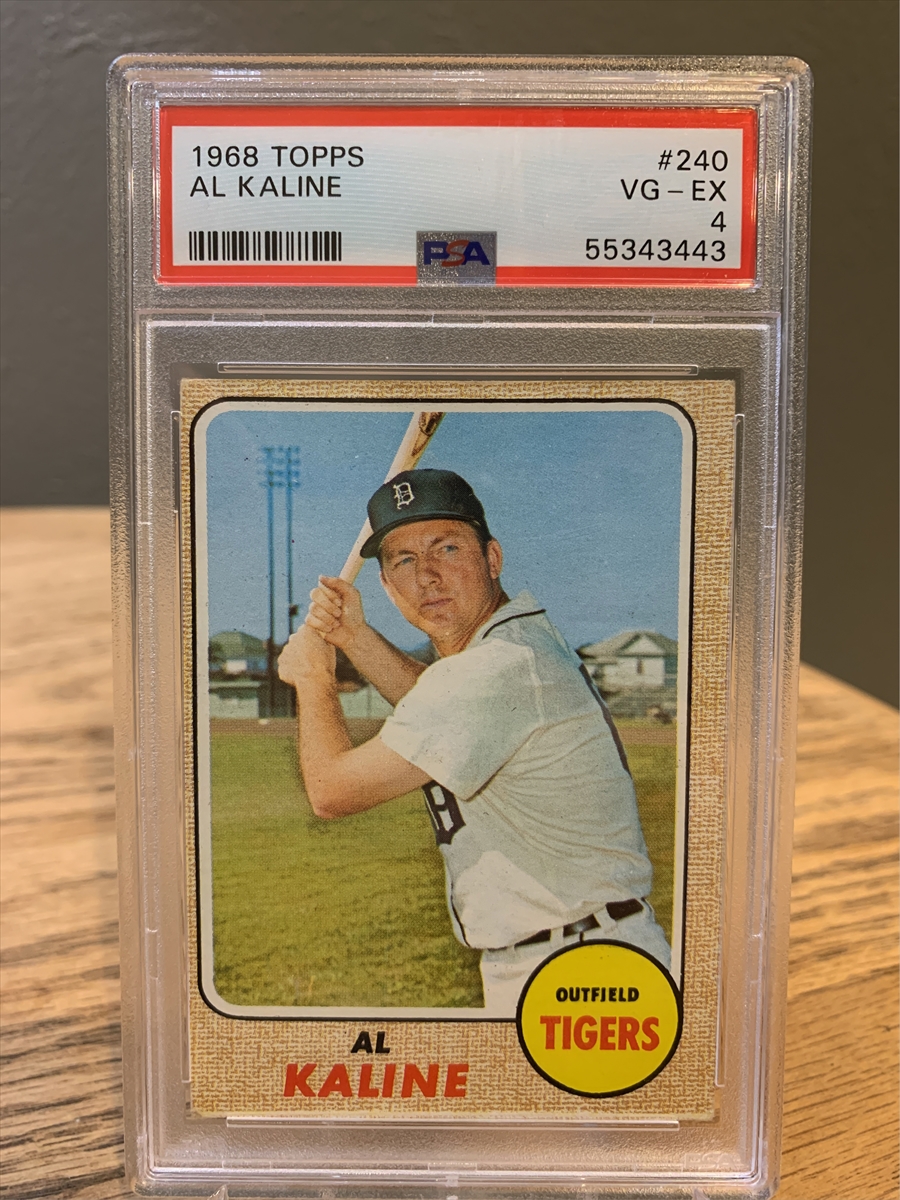 1968 TOPPS #240
AL KALINE VG - EX
4
PSA 55343443
D
AL
KALINE
OUTFIELD
TIGERS